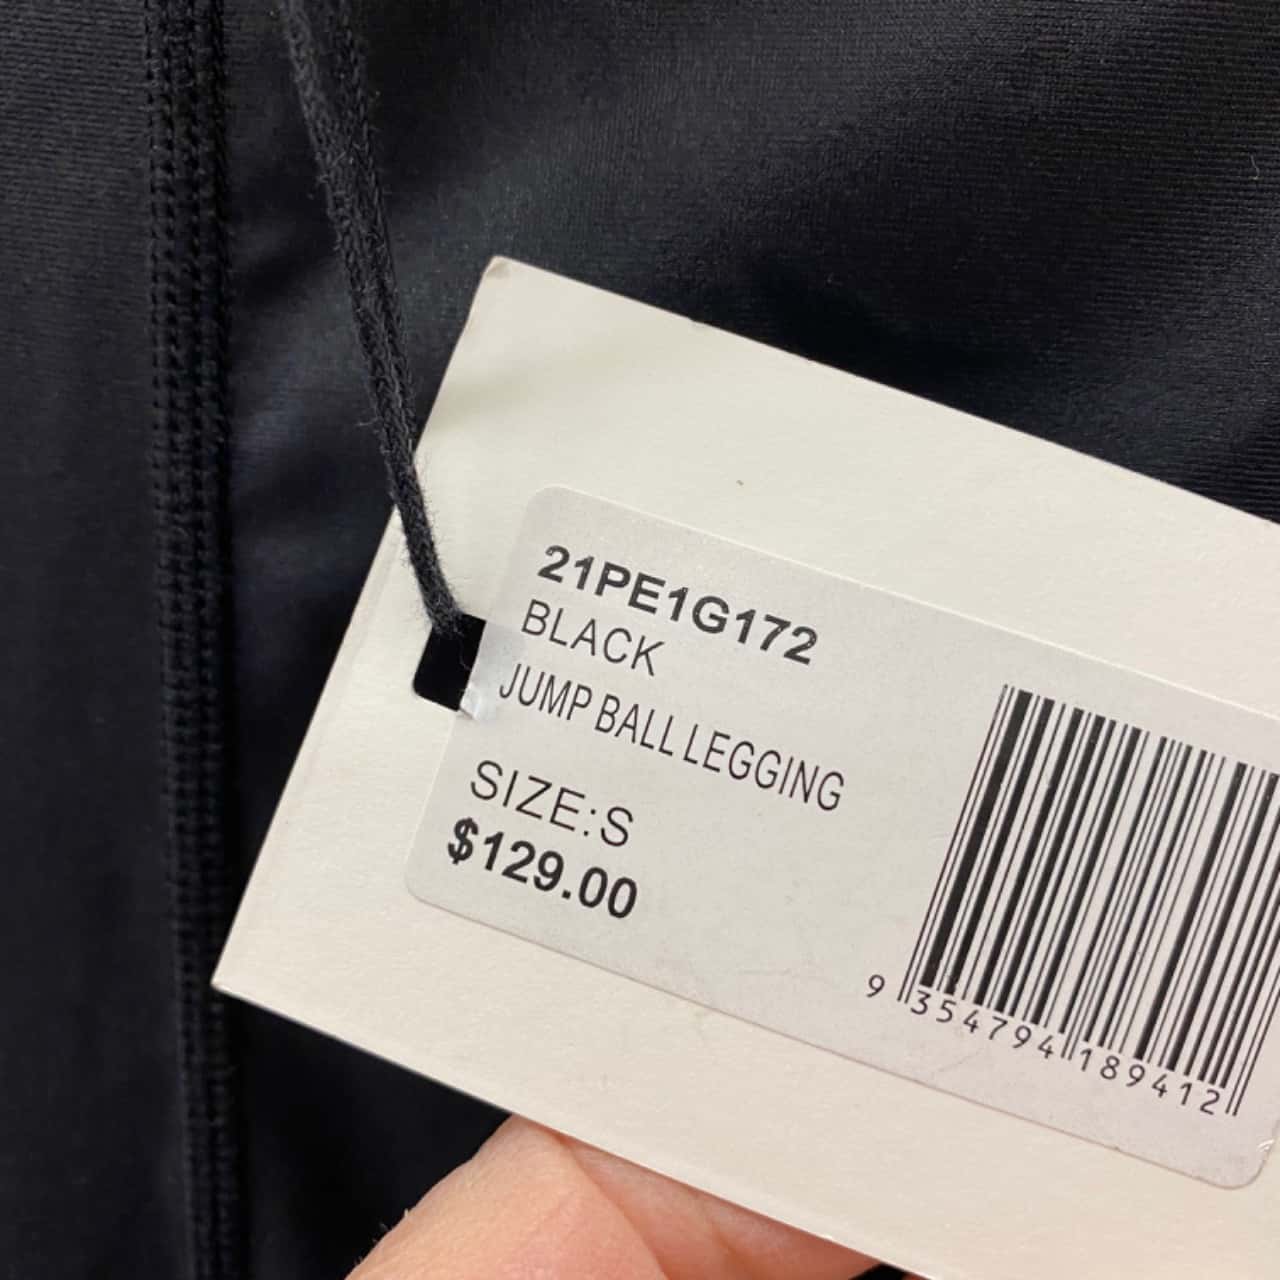 21PE1G172
BLACK
JUMP BALL LEGGING
SIZE:S
$129.00
9 354794 189412